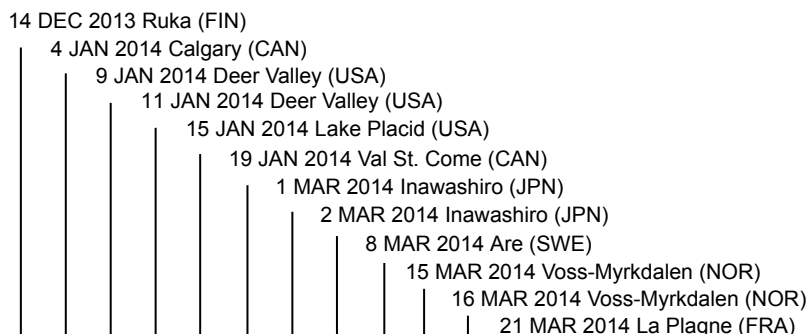 14 DEC 2013 Ruka (FIN)
4 JAN 2014 Calgary (CAN)
9 JAN 2014 Deer Valley (USA)
11 JAN 2014 Deer Valley (USA)
15 JAN 2014 Lake Placid (USA)
19 JAN 2014 Val St. Come (CAN)
1 MAR 2014 Inawashiro (JPN)
2 MAR 2014 Inawashiro (JPN)
8 MAR 2014 Are (SWE)
15 MAR 2014 Voss-Myrkdalen (NOR)
16 MAR 2014 Voss-Myrkdalen (NOR)
21 MAR 2014 La Plagne (FRA)